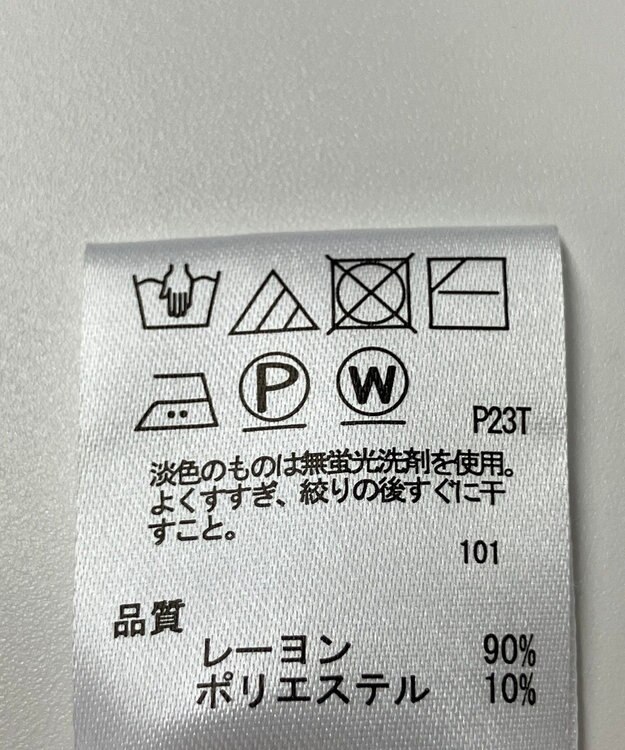 P W P23T
淡色のものは無蛍光洗剤を使用。
よくすすぎ、絞りの後すぐに干
すこと。
101
品質
レーヨン 90%
ポリエステル 10%